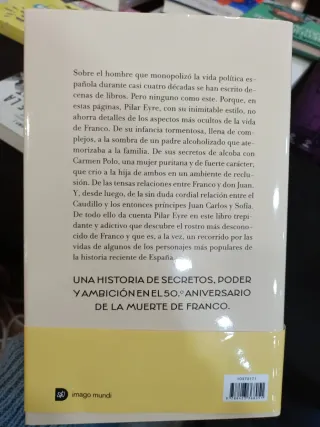 Sobre el hombre que monopolizó la vida política es-
pañola durante casi cuatro décadas se han escrito de-
cenas de libros. Pero ninguno como este. Porque, en
estas páginas, Pilar Eyre, con su inimitable estilo, no
ahorra detalles de los aspectos más ocultos de la vida
de Franco. De su infancia tormentosa, llena de com-
plejos, a la sombra de un padre alcoholizado que ate-
morizaba a la familia. De sus secretos de alcoba con
Carmen Polo, una mujer puritana y de fuerte carácter,
que crio a la hija de ambos en un ambiente de reclu-
sión. De las tensas relaciones entre Franco y don Juan.
Y, desde luego, de la sin duda cordial relación entre el
Caudillo y los entonces príncipes Juan Carlos y Sofía.
De todo ello da cuenta Pilar Eyre en este libro trepi-
dante y adictivo que descubre el rostro más descono-
cido de Franco y que es, a la vez, un recorrido por las
vidas de algunos de los personajes más populares de
la historia reciente de España.
UNA HISTORIA DE SECRETOS, PODER
Y AMBICIÓN EN EL 50.º ANIVERSARIO
DE LA MUERTE DE FRANCO.
imago mundi